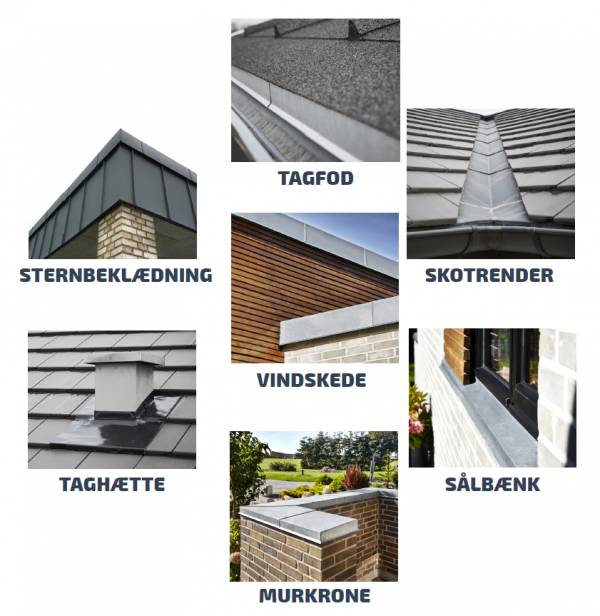 TAGFOD
STERNBEKLÆDNING
SKOTRENDER
VINDSKEDE
TAGHÆTTE
SÅLBÆNK
MURKRONE